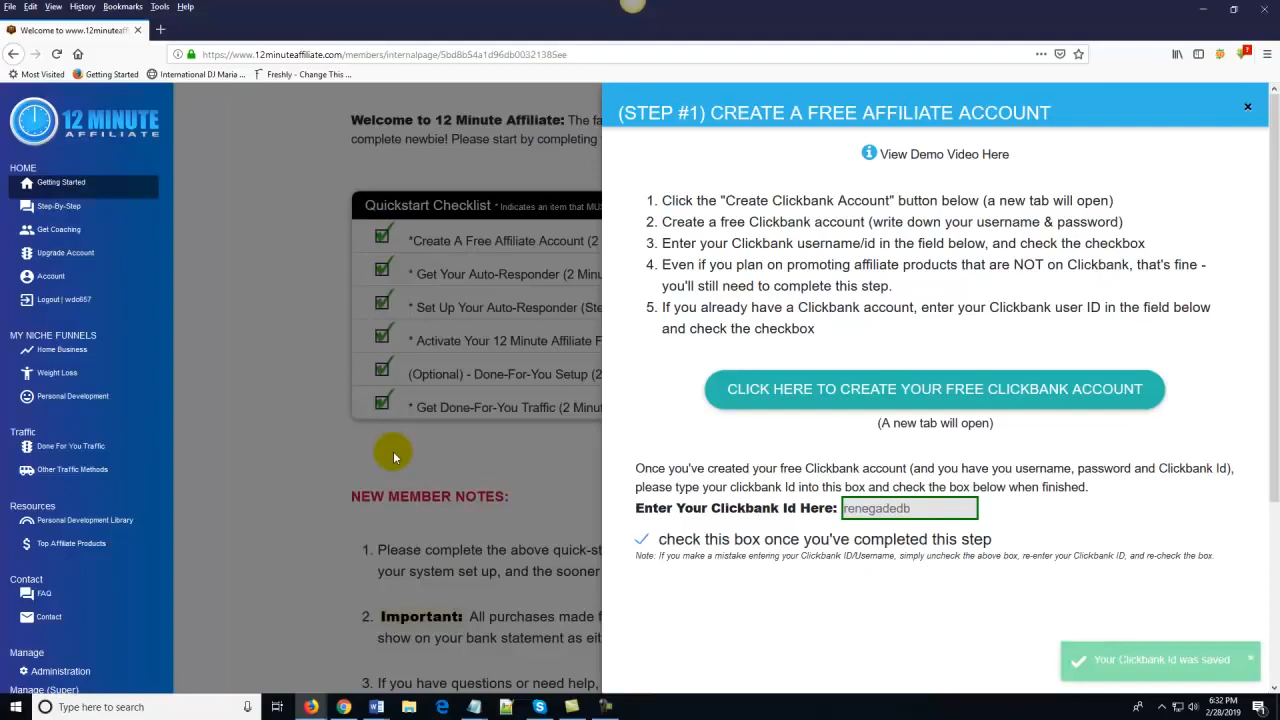 File Edit View History Bookmarks Tools Help
Welcome to www.12minuteaffi
https://www.12minuteaffiliate.com/members/internalpage/5bd8b54a1d96db00321385ee
Most Visited Getting Started International DJ Maria ... Freshly - Change This ...
7
12 MINUTE
AFFILIATE
HOME
Getting Started
Step-By-Step
Get Coaching
Upgrade Account
Account
Logout | wdc657
MY NICHE FUNNELS
Home Business
Weight Loss
Personal Development
Traffic
Done For You Traffic
Other Traffic Methods
Resources
Personal Development Library
Top Affiliate Products
Contact
FAQ
Contact
Manage
Administration
Manage (Super)
Welcome to 12 Minute Affiliate: The fa
complete newbie! Please start by completing
Quickstart Checklist * Indicates an item that MUS
*Create A Free Affiliate Account (2
* Get Your Auto-Responder (2 Minu
* Set Up Your Auto-Responder (Ste
* Activate Your 12 Minute Affiliate F
(Optional) - Done-For-You Setup (2
* Get Done-For-You Traffic (2 Minut
NEW MEMBER NOTES:
1. Please complete the above quick-st
your system set up, and the sooner
2. Important: All purchases made f
show on your bank statement as eit
3. If you have questions or need help,
(STEP #1) CREATE A FREE AFFILIATE ACCOUNT
View Demo Video Here
1. Click the "Create Clickbank Account" button below (a new tab will open)
2. Create a free Clickbank account (write down your username & password)
3. Enter your Clickbank username/id in the field below, and check the checkbox
4. Even if you plan on promoting affiliate products that are NOT on Clickbank, that's fine -
you'll still need to complete this step.
5. If you already have a Clickbank account, enter your Clickbank user ID in the field below
and check the checkbox
CLICK HERE TO CREATE YOUR FREE CLICKBANK ACCOUNT
(A new tab will open)
Once you've created your free Clickbank account (and you have you username, password and Clickbank Id),
please type your clickbank Id into this box and check the box below when finished.
Enter Your Clickbank Id Here: renegadedb
check this box once you've completed this step
Note: If you make a mistake entering your Clickbank ID/Username, simply uncheck the above box, re-enter your Clickbank ID, and re-check the box.
Your Clickbank Id was saved
Type here to search
6:32 PM
2/28/2019